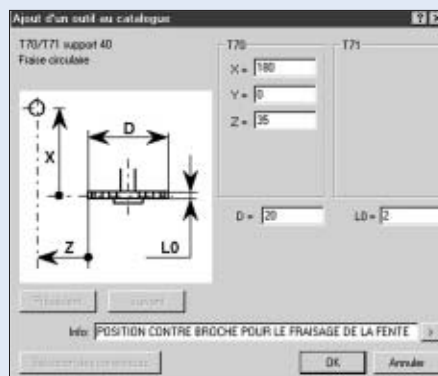 Ajout d'un outil au catalogue
T70/T71 support 40
Fraise circulaire
T70
T71
X = 180
Y = 0
Z = 35
D
X
Z
L0
D = 20
L0 = 2
Suivant
Info: POSITION CONTRE BROCHE POUR LE FRAISAGE DE LA FENTE
OK
Annuler